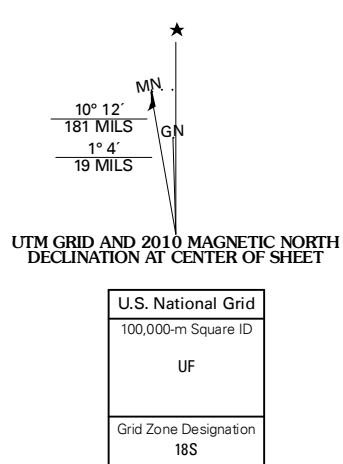 ★
MN
10° 12´
181 MILS
GN
1° 4´
19 MILS
UTM GRID AND 2010 MAGNETIC NORTH
DECLINATION AT CENTER OF SHEET
U.S. National Grid
100,000-m Square ID
UF
Grid Zone Designation
18S